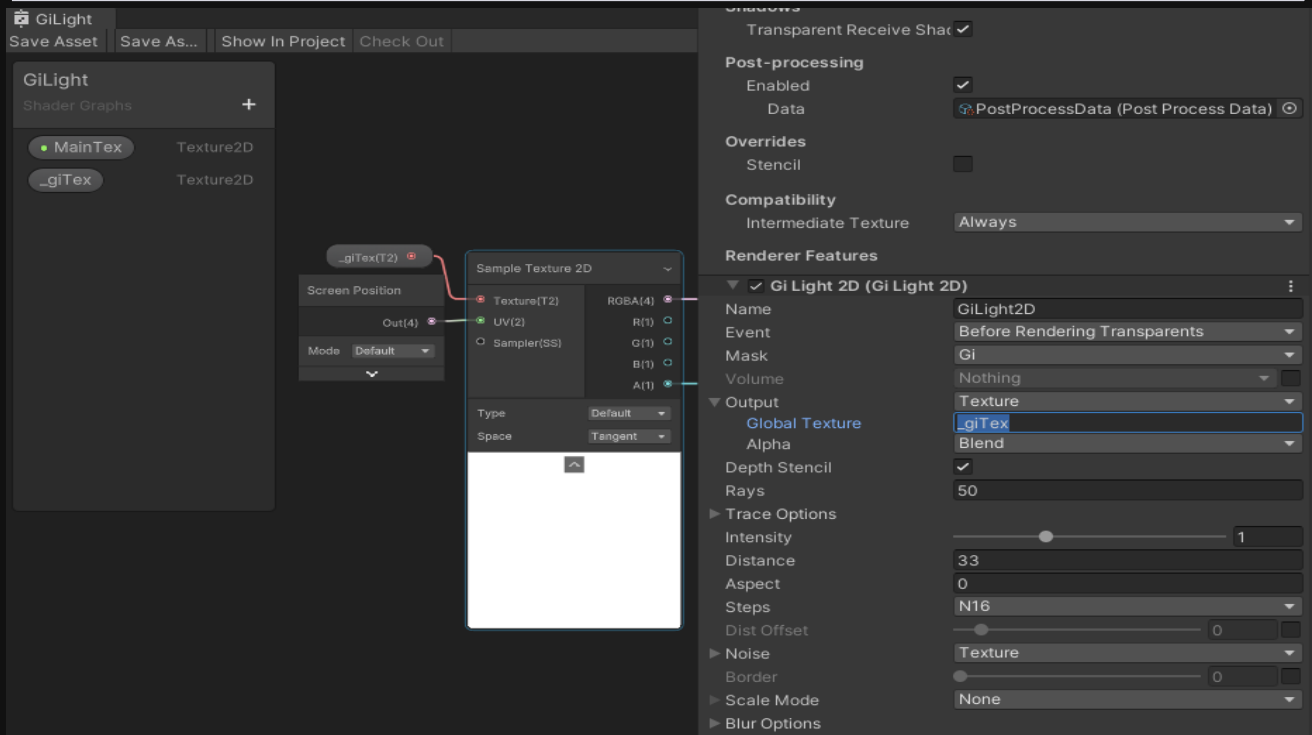 GiLight
Save Asset Save As... Show In Project Check Out
GiLight
Shader Graphs
MainTex Texture2D
_giTex Texture2D
_giTex(T2)
Screen Position
Out(4)
Mode Default
Sample Texture 2D
Texture(T2) RGBA(4)
UV(2) R(1)
Sampler(SS) G(1)
B(1)
A(1)
Type Default
Space Tangent
Shadows
Transparent Receive Shad
Post-processing
Enabled
Data PostProcessData (Post Process Data)
Overrides
Stencil
Compatibility
Intermediate Texture Always
Renderer Features
Gi Light 2D (Gi Light 2D)
Name GiLight2D
Event Before Rendering Transparents
Mask Gi
Volume Nothing
Output Texture
Global Texture _giTex
Alpha Blend
Depth Stencil
Rays 50
Trace Options
Intensity 1
Distance 33
Aspect 0
Steps N16
Dist Offset 0
Noise Texture
Border 0
Scale Mode None
Blur Options